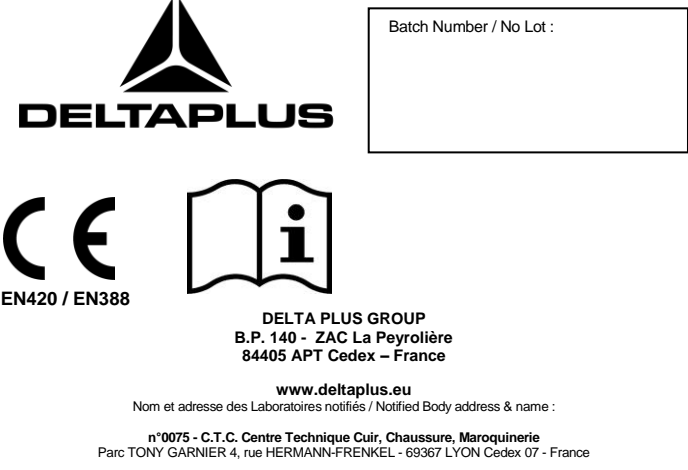 Batch Number / No Lot :
DELTAPLUS
CE
i
EN420 / EN388
DELTA PLUS GROUP
B.P. 140 - ZAC La Peyrolière
84405 APT Cedex – France
www.deltaplus.eu
Nom et adresse des Laboratoires notifiés / Notified Body address & name :
n°0075 - C.T.C. Centre Technique Cuir, Chaussure, Maroquinerie
Parc TONY GARNIER 4, rue HERMANN-FRENKEL - 69367 LYON Cedex 07 - France